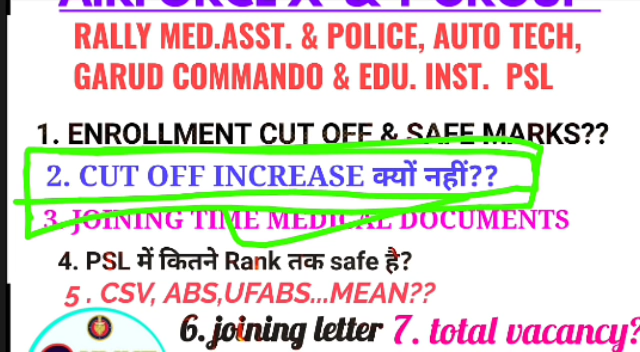 RALLY MED.ASST. & POLICE, AUTO TECH,
GARUD COMMANDO & EDU. INST. PSL
1. ENROLLMENT CUT OFF & SAFE MARKS??
2. CUT OFF INCREASE क्यों नहीं??
3. JOINING TIME MEDICAL DOCUMENTS
4. PSL में कितने Rank तक safe है?
5. CSV, ABS,UFABS...MEAN??
6. joining letter 7. total vacancy?